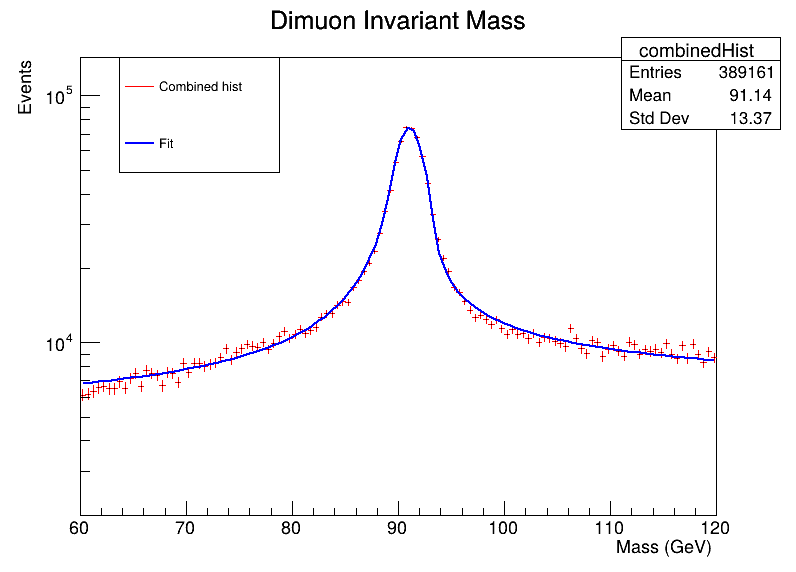 Dimuon Invariant Mass
combinedHist
Entries 389161
Mean 91.14
Std Dev 13.37
Events
Combined hist
Fit
10^5
10^4
60 70 80 90 100 110 120
Mass (GeV)